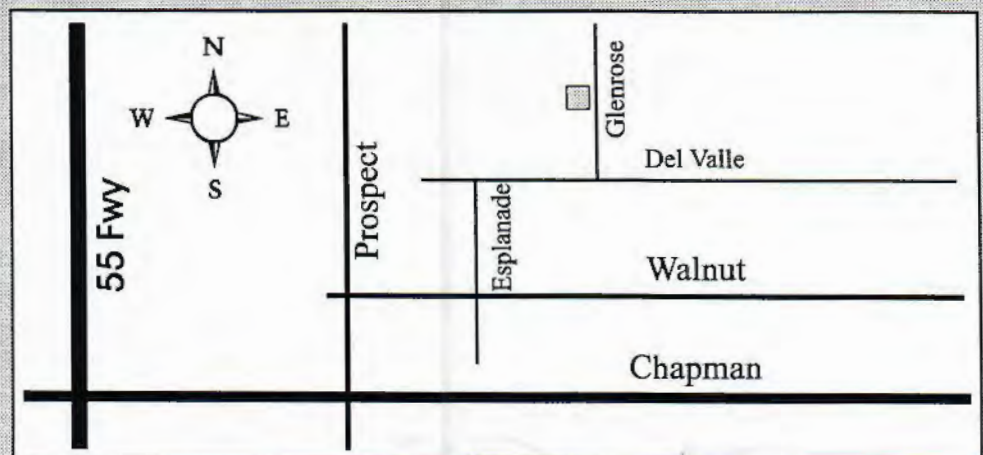 N
W E
S
55 Fwy
Prospect
Glenrose
Del Valle
Esplanade
Walnut
Chapman